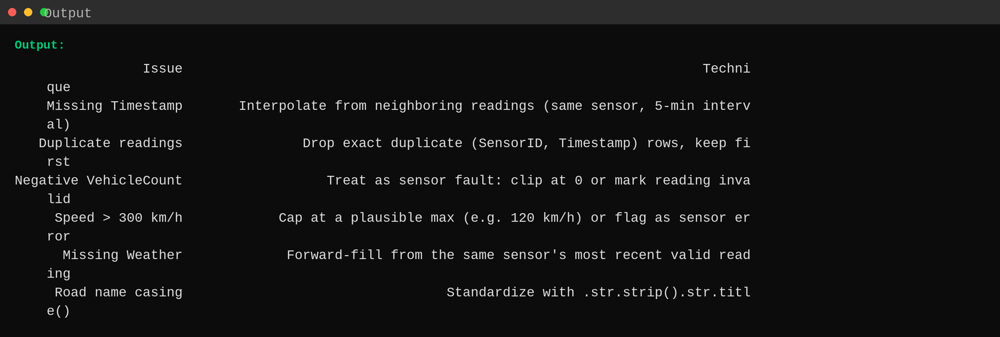 Output
Output:
Issue Techni
que
Missing Timestamp Interpolate from neighboring readings (same sensor, 5-min interv
al)
Duplicate readings Drop exact duplicate (SensorID, Timestamp) rows, keep fi
rst
Negative VehicleCount Treat as sensor fault: clip at 0 or mark reading inva
lid
Speed > 300 km/h Cap at a plausible max (e.g. 120 km/h) or flag as sensor er
ror
Missing Weather Forward-fill from the same sensor's most recent valid read
ing
Road name casing Standardize with .str.strip().str.titl
e()